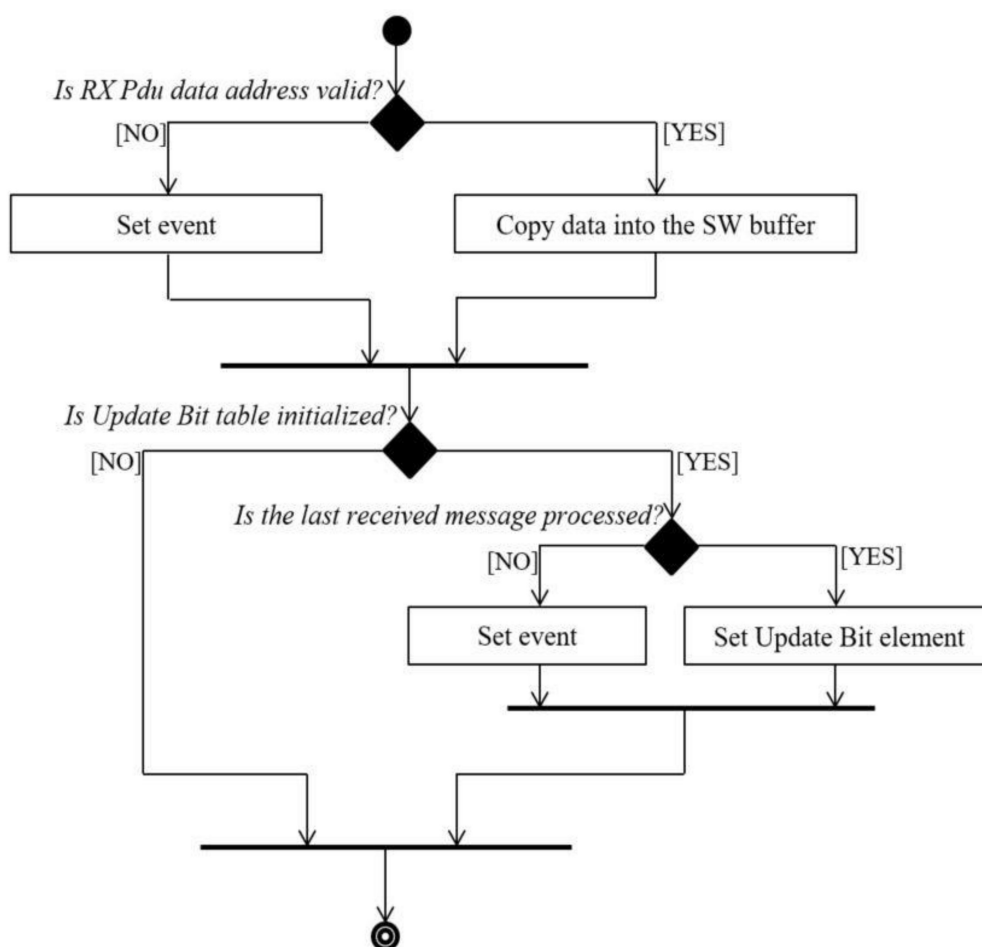 Is RX Pdu data address valid?
[NO]
[YES]
Set event
Copy data into the SW buffer
Is Update Bit table initialized?
[NO]
[YES]
Is the last received message processed?
[NO]
[YES]
Set event
Set Update Bit element